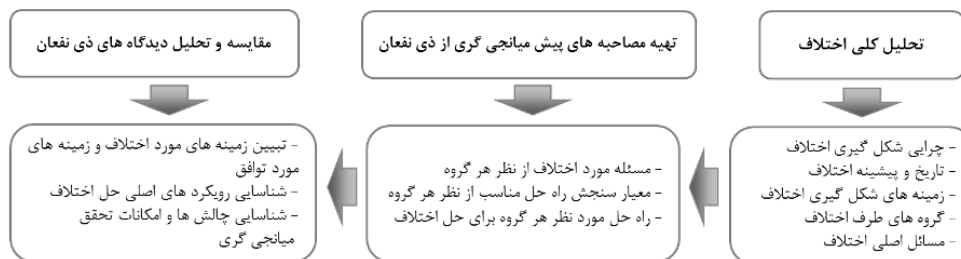 تحلیل کلی اختلاف
تهیه مصاحبه های پیش میانجی گری از ذی نفعان
مقایسه و تحلیل دیدگاه های ذی نفعان
- چرایی شکل گیری اختلاف
- تاریخ و پیشینه اختلاف
- زمینه های شکل گیری اختلاف
- گروه های طرف اختلاف
- مسائل اصلی اختلاف
- مسئله مورد اختلاف از نظر هر گروه
- معیار سنجش راه حل مناسب از نظر هر گروه
- راه حل مورد نظر هر گروه برای حل اختلاف
- تبیین زمینه های مورد اختلاف و زمینه های
مورد توافق
- شناسایی رویکرد های اصلی حل اختلاف
- شناسایی چالش ها و امکانات تحقق
میانجی گری